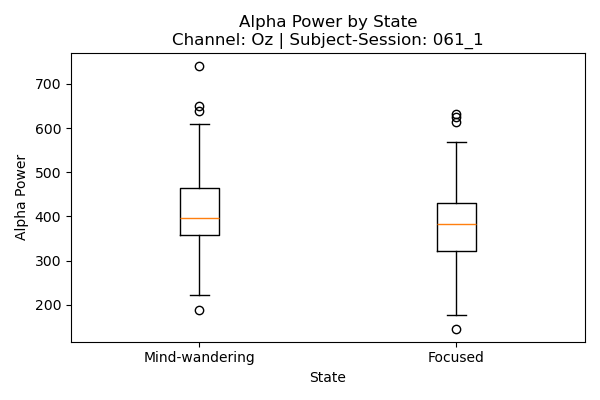 Alpha Power by State
Channel: Oz | Subject-Session: 061_1
Alpha Power
700
600
500
400
300
200
Mind-wandering
Focused
State